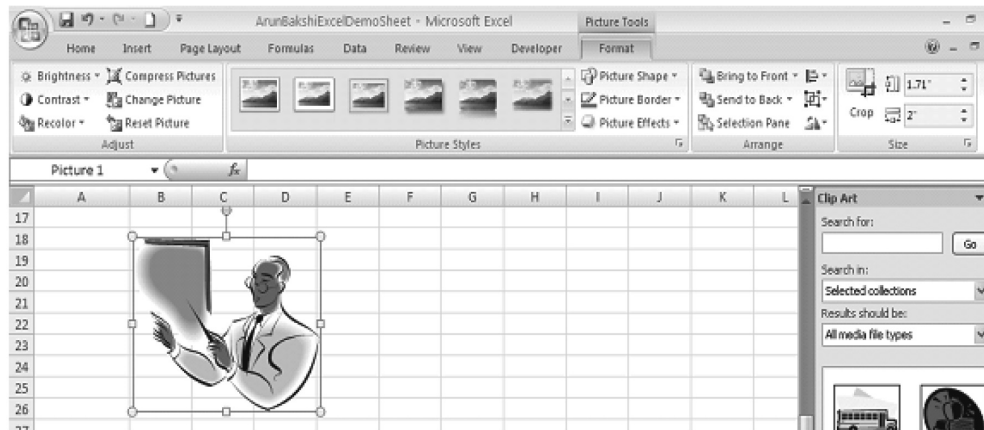 ArunBakshiExcelDemoSheet - Microsoft Excel Picture Tools
Home Insert Page Layout Formulas Data Review View Developer Format
Brightness Compress Pictures Picture Shape Bring to Front 1.71"
Contrast Change Picture Picture Border Send to Back Crop 2"
Recolor Reset Picture Picture Effects Selection Pane
Adjust Picture Styles Arrange Size
Picture 1 fx
A B C D E F G H I J K L Clip Art
17 Search for:
18 Go
19 Search in:
20 Selected collections
21 Results should be:
22 All media file types
23
24
25
26
27